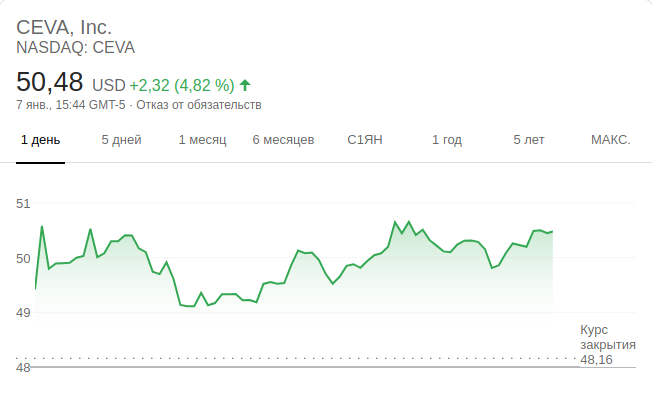 CEVA, Inc.
NASDAQ: CEVA
50,48 USD +2,32 (4,82 %) ↑
7 янв., 15:44 GMT-5 · Отказ от обязательств
1 день 5 дней 1 месяц 6 месяцев С1ЯН 1 год 5 лет МАКС.
51
50
49
Курс
закрытия
48,16
48